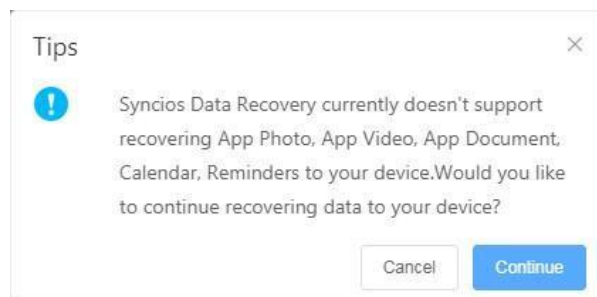 Tips
Syncios Data Recovery currently doesn't support
recovering App Photo, App Video, App Document,
Calendar, Reminders to your device.Would you like
to continue recovering data to your device?
Cancel
Continue